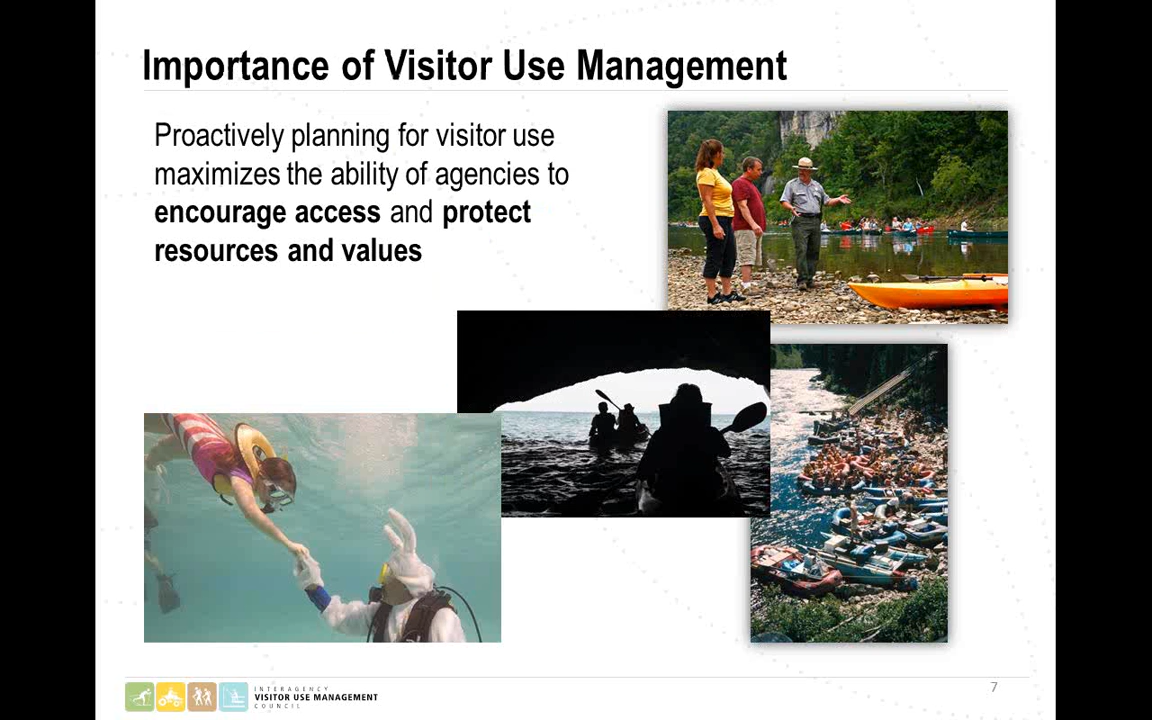 Importance of Visitor Use Management
Proactively planning for visitor use
maximizes the ability of agencies to
encourage access and protect
resources and values
INTERAGENCY
VISITOR USE MANAGEMENT
COUNCIL
7